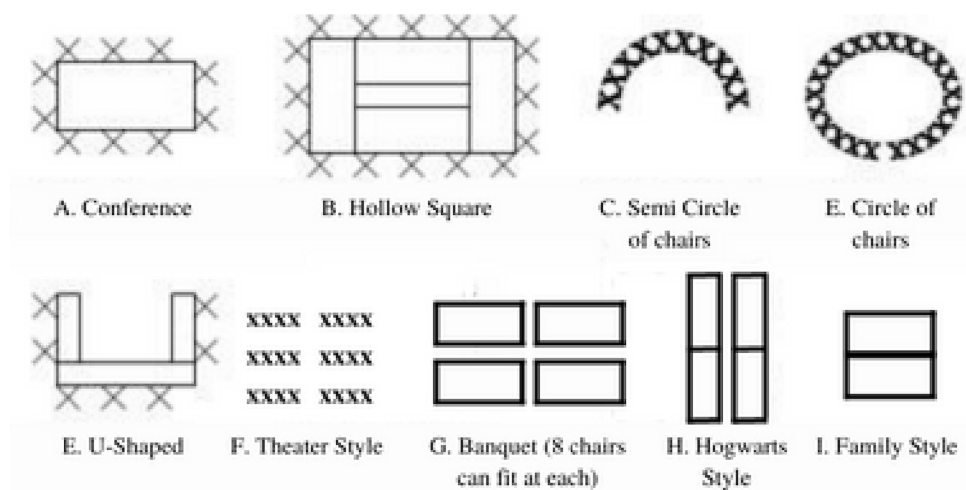 A. Conference
B. Hollow Square
C. Semi Circle
of chairs
E. Circle of
chairs
XXXX XXXX
XXXX XXXX
XXXX XXXX
E. U-Shaped
F. Theater Style
G. Banquet (8 chairs
can fit at each)
H. Hogwarts
Style
I. Family Style